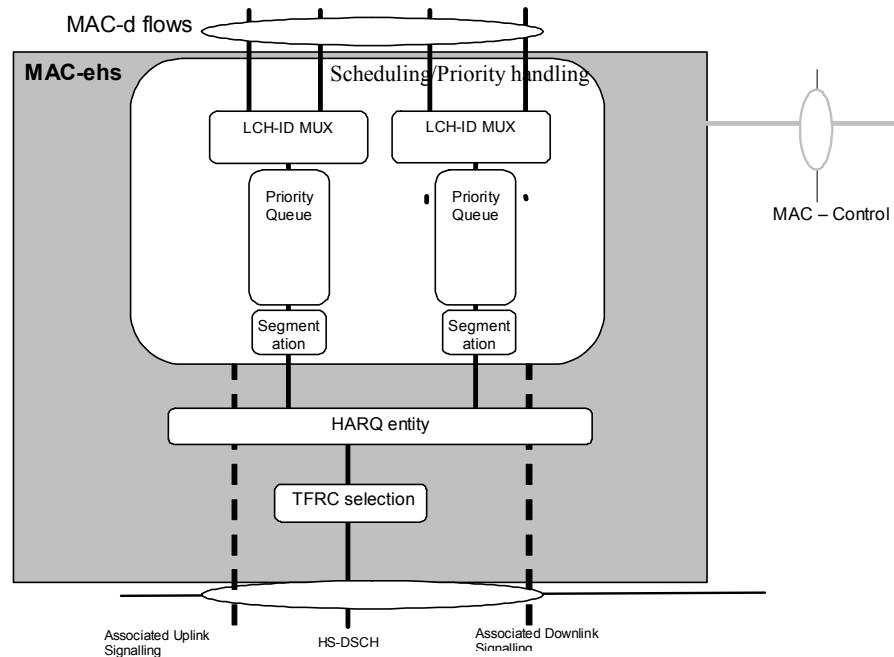 MAC-d flows
MAC-ehs
Scheduling/Priority handling
LCH-ID MUX
LCH-ID MUX
Priority
Queue
Priority
Queue
MAC – Control
Segment
ation
Segment
ation
HARQ entity
TFRC selection
Associated Uplink
Signalling
HS-DSCH
Associated Downlink
Signalling